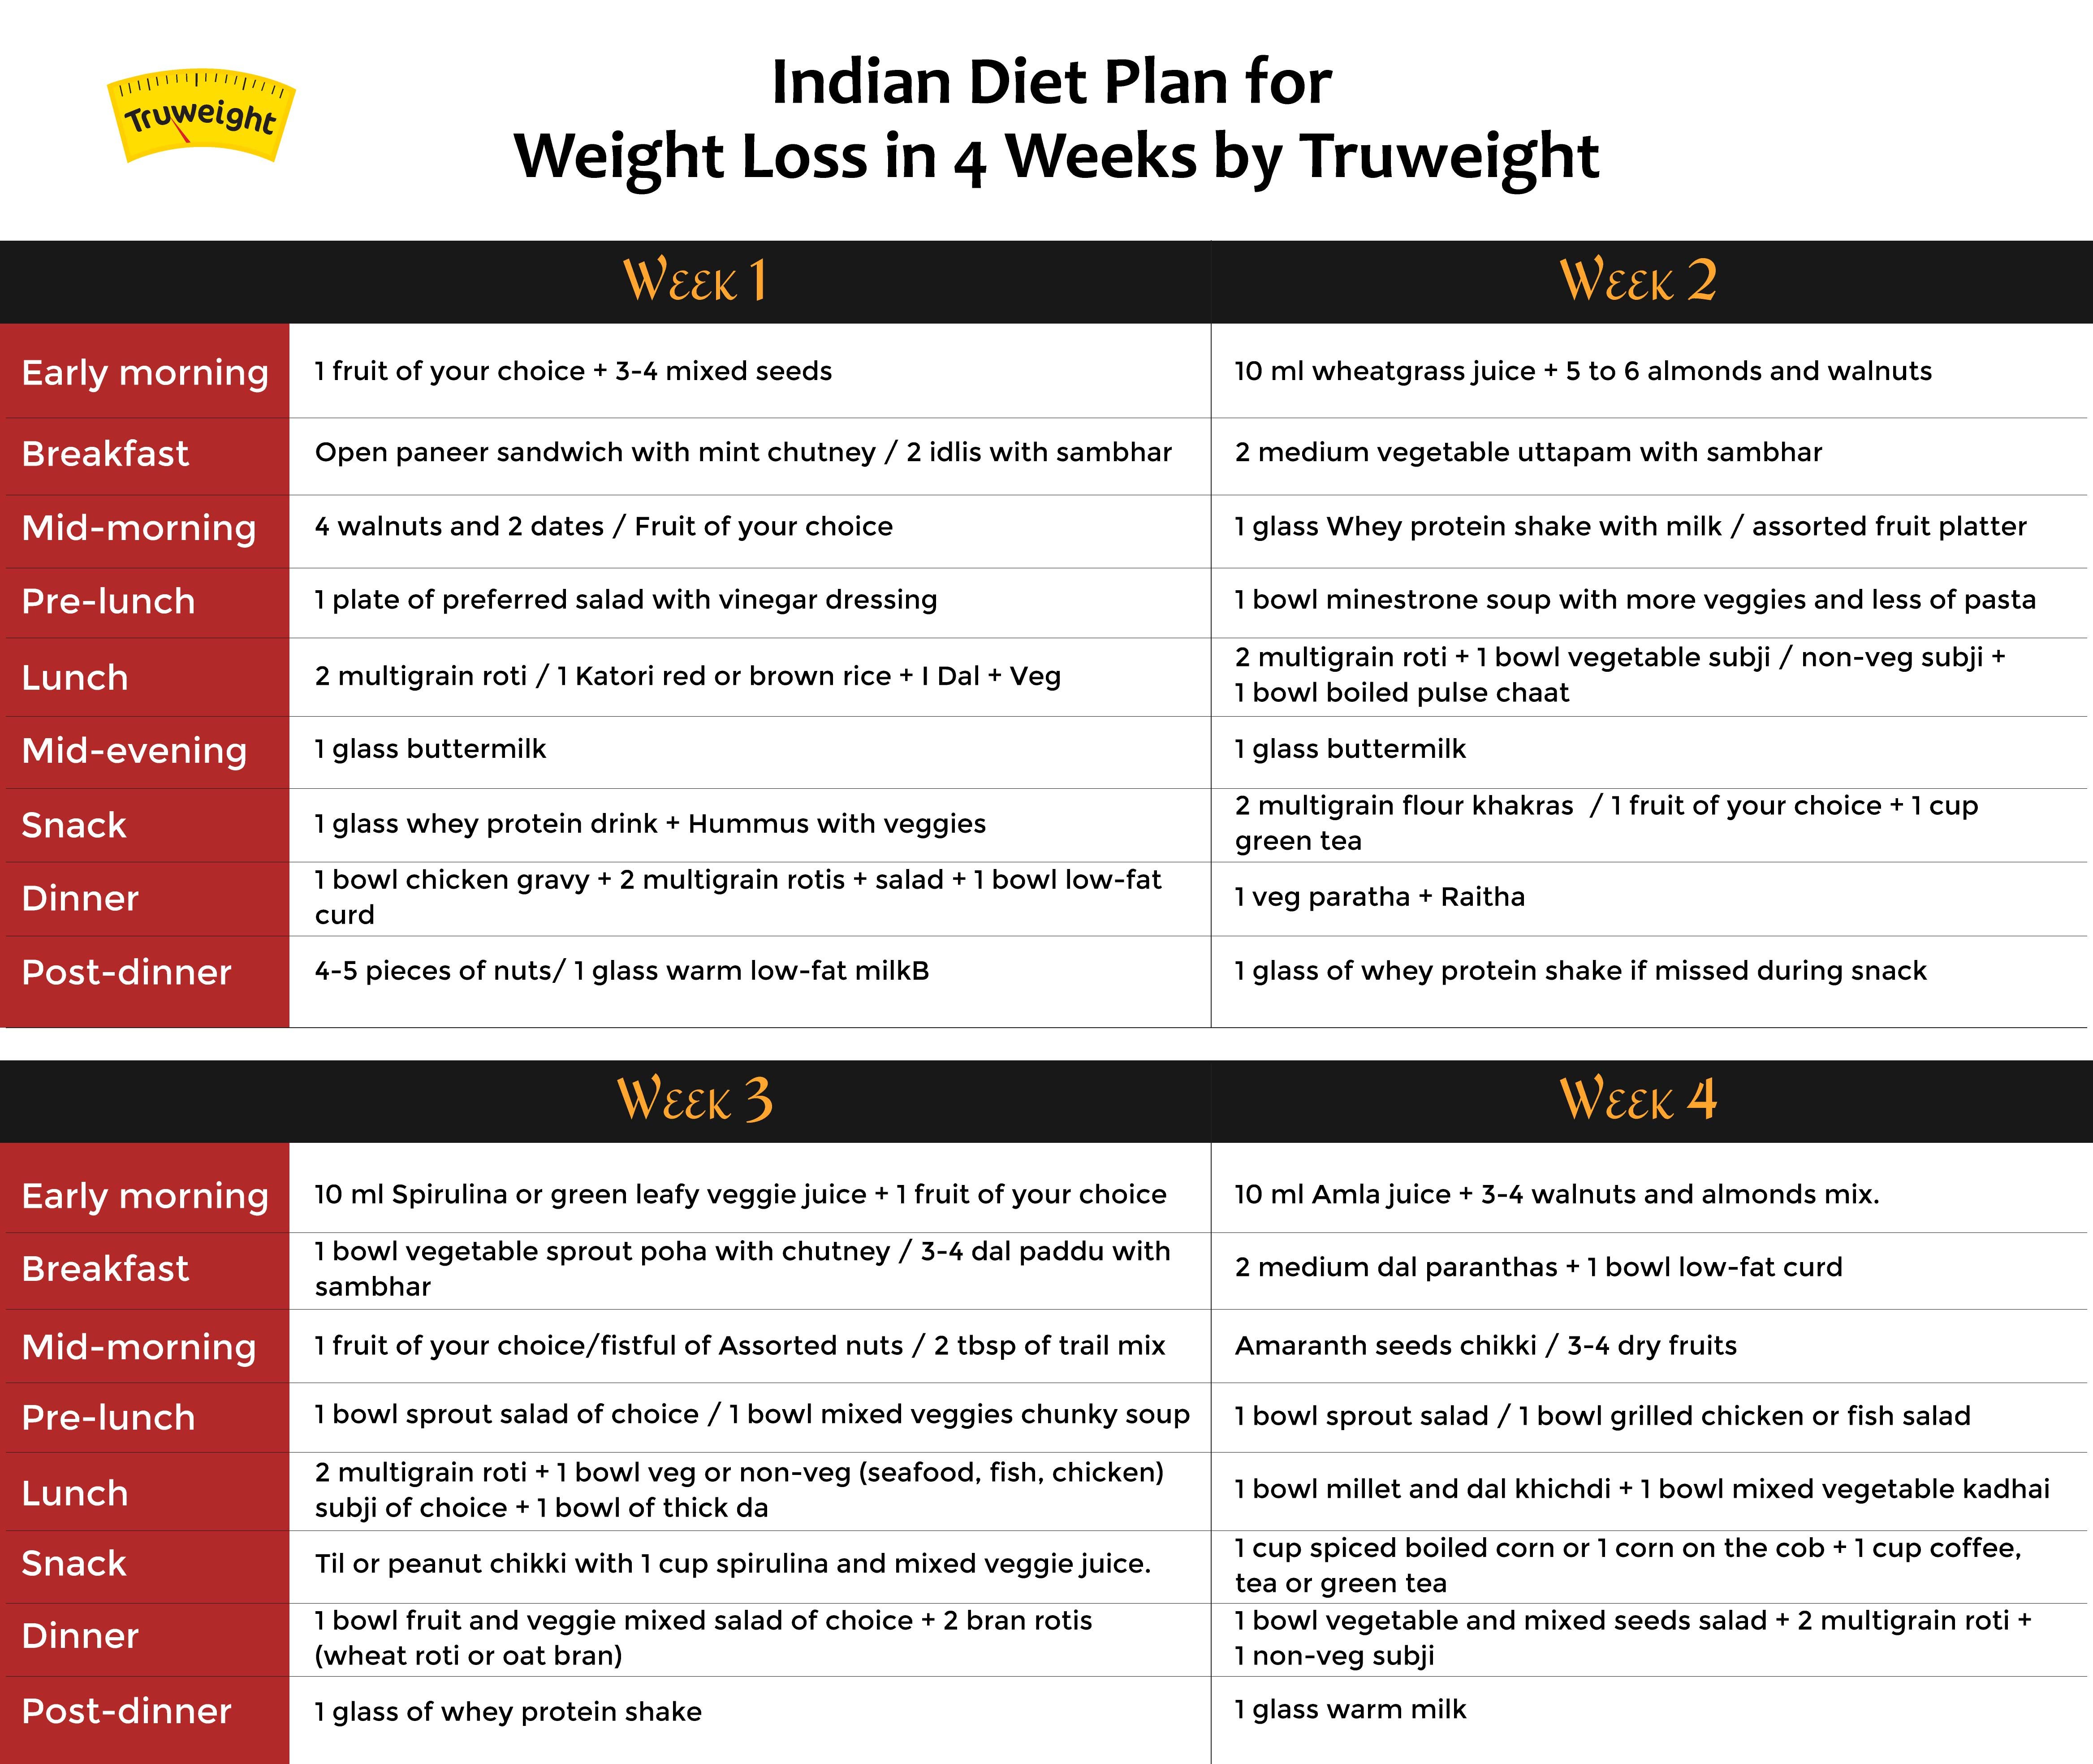 Truweight
Indian Diet Plan for
Weight Loss in 4 Weeks by Truweight
Week 1
Week 2
Early morning
1 fruit of your choice + 3-4 mixed seeds
10 ml wheatgrass juice + 5 to 6 almonds and walnuts
Breakfast
Open paneer sandwich with mint chutney / 2 idlis with sambhar
2 medium vegetable uttapam with sambhar
Mid-morning
4 walnuts and 2 dates / Fruit of your choice
1 glass Whey protein shake with milk / assorted fruit platter
Pre-lunch
1 plate of preferred salad with vinegar dressing
1 bowl minestrone soup with more veggies and less of pasta
Lunch
2 multigrain roti / 1 Katori red or brown rice + I Dal + Veg
2 multigrain roti + 1 bowl vegetable subji / non-veg subji +
1 bowl boiled pulse chaat
Mid-evening
1 glass buttermilk
1 glass buttermilk
Snack
1 glass whey protein drink + Hummus with veggies
2 multigrain flour khakras / 1 fruit of your choice + 1 cup
green tea
Dinner
1 bowl chicken gravy + 2 multigrain rotis + salad + 1 bowl low-fat
curd
1 veg paratha + Raitha
Post-dinner
4-5 pieces of nuts/ 1 glass warm low-fat milkB
1 glass of whey protein shake if missed during snack
Week 3
Week 4
Early morning
10 ml Spirulina or green leafy veggie juice + 1 fruit of your choice
10 ml Amla juice + 3-4 walnuts and almonds mix.
Breakfast
1 bowl vegetable sprout poha with chutney / 3-4 dal paddu with
sambhar
2 medium dal paranthas + 1 bowl low-fat curd
Mid-morning
1 fruit of your choice/fistful of Assorted nuts / 2 tbsp of trail mix
Amaranth seeds chikki / 3-4 dry fruits
Pre-lunch
1 bowl sprout salad of choice / 1 bowl mixed veggies chunky soup
1 bowl sprout salad / 1 bowl grilled chicken or fish salad
Lunch
2 multigrain roti + 1 bowl veg or non-veg (seafood, fish, chicken)
subji of choice + 1 bowl of thick da
1 bowl millet and dal khichdi + 1 bowl mixed vegetable kadhai
Snack
Til or peanut chikki with 1 cup spirulina and mixed veggie juice.
1 cup spiced boiled corn or 1 corn on the cob + 1 cup coffee,
tea or green tea
Dinner
1 bowl fruit and veggie mixed salad of choice + 2 bran rotis
(wheat roti or oat bran)
1 bowl vegetable and mixed seeds salad + 2 multigrain roti +
1 non-veg subji
Post-dinner
1 glass of whey protein shake
1 glass warm milk